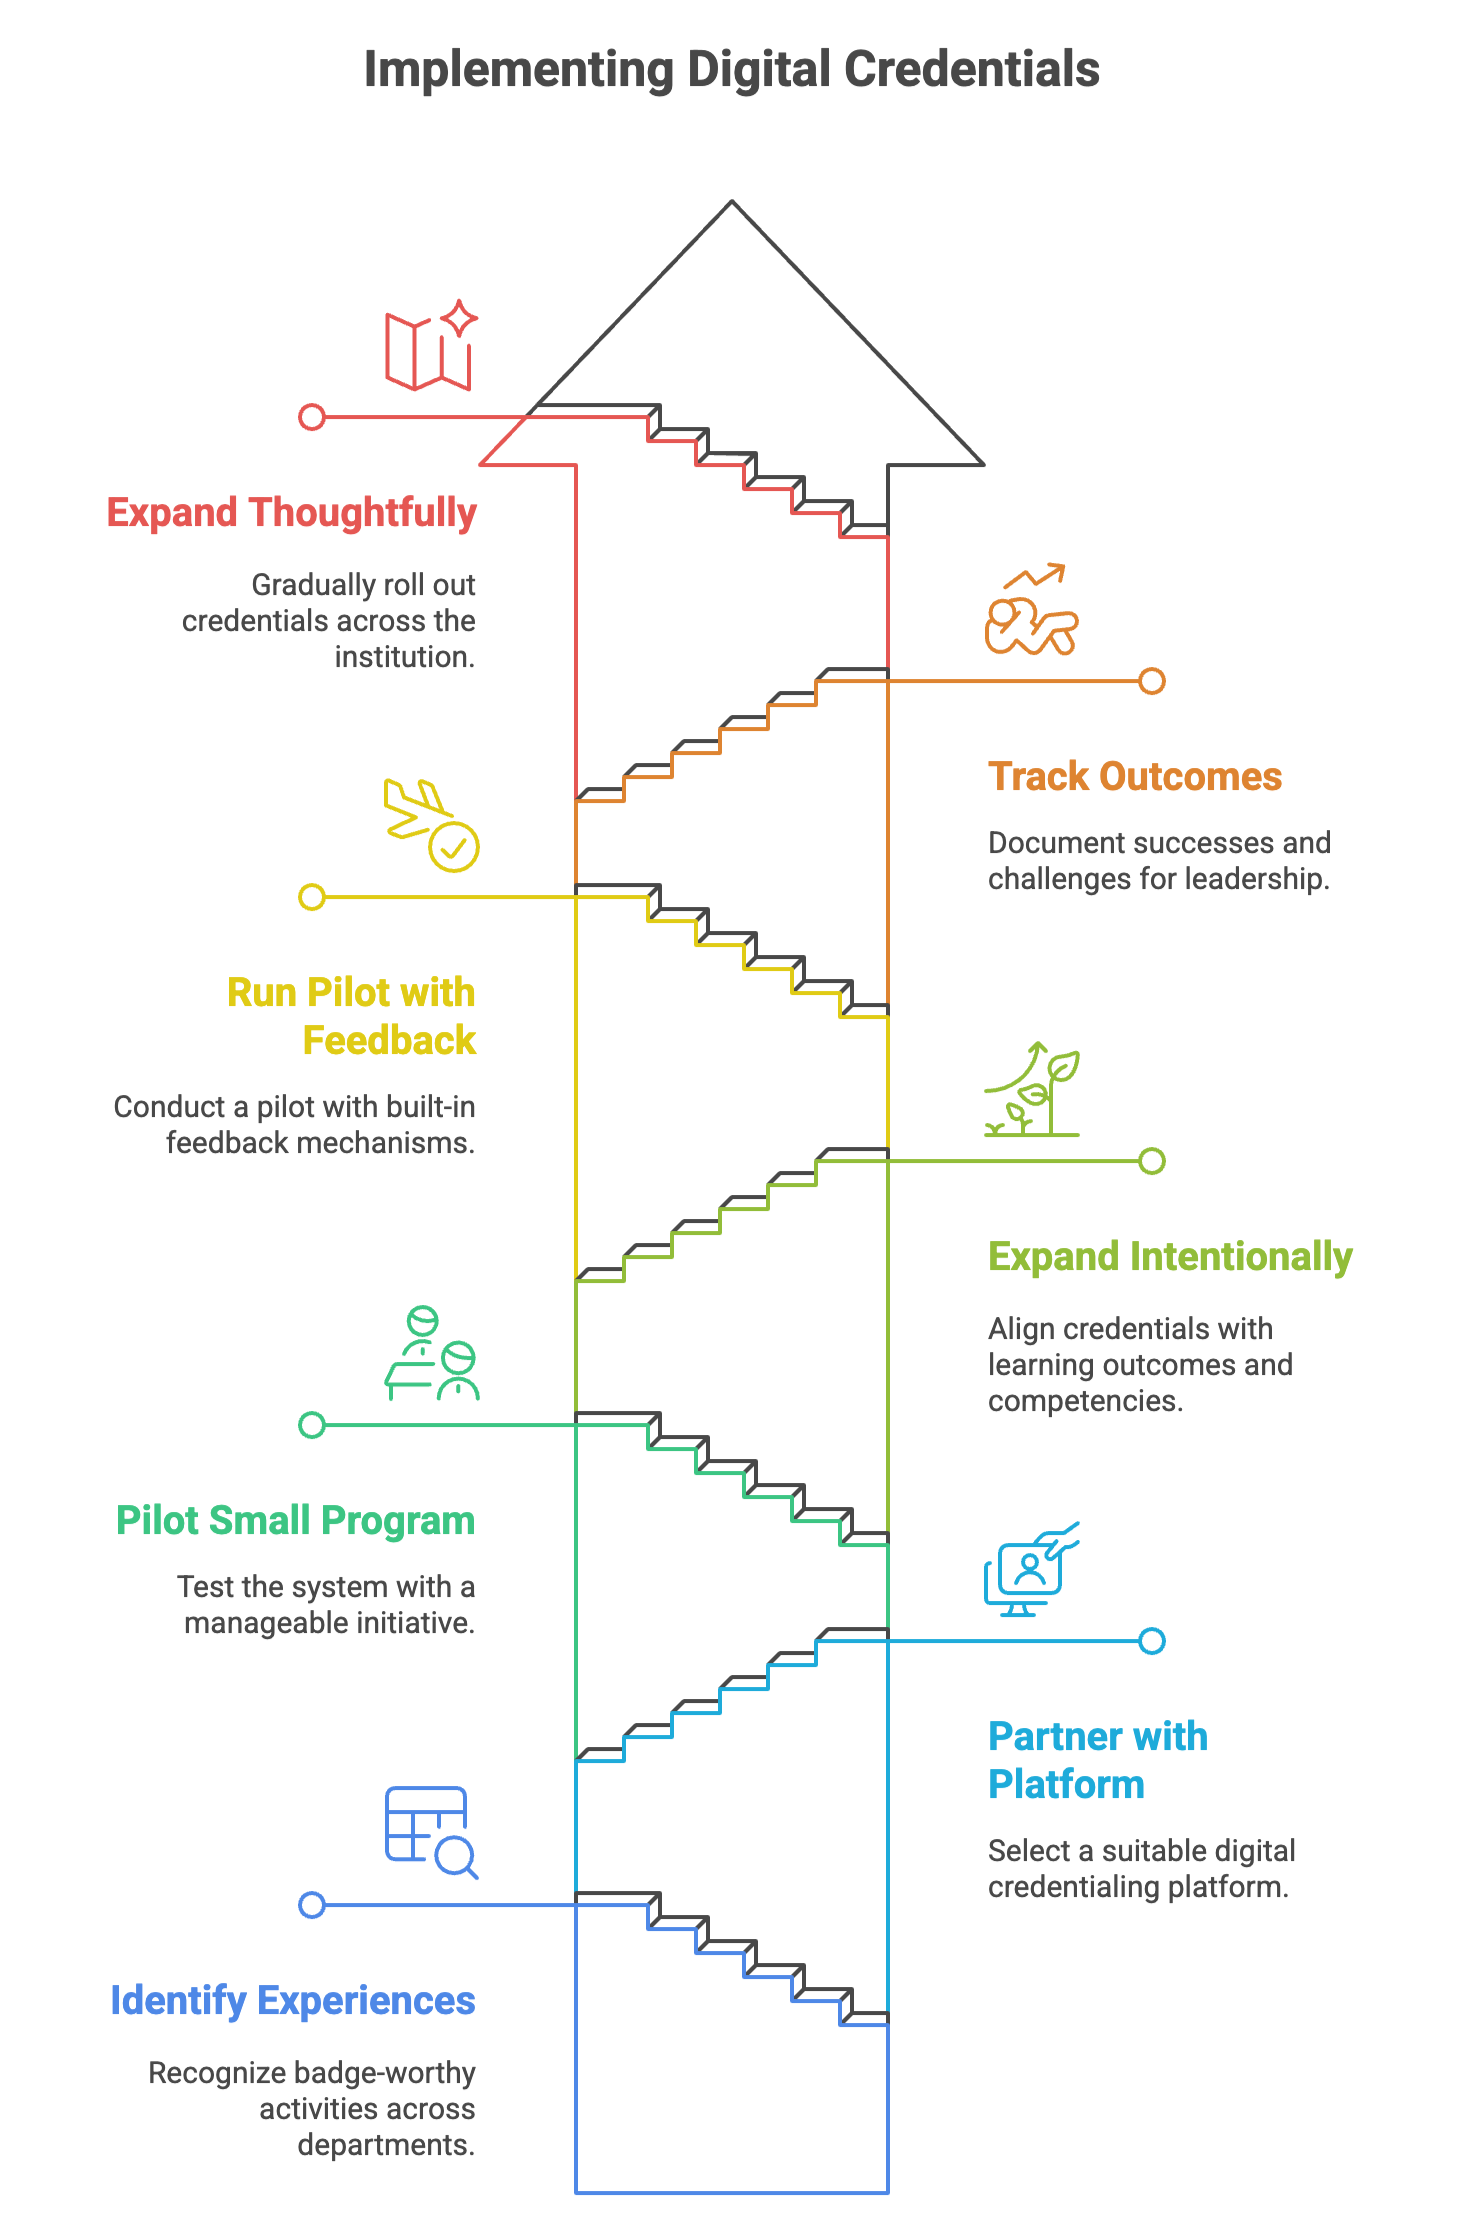 Implementing Digital Credentials
Expand Thoughtfully
Gradually roll out
credentials across the
institution.
Track Outcomes
Document successes and
challenges for leadership.
Run Pilot with
Feedback
Conduct a pilot with built-in
feedback mechanisms.
Expand Intentionally
Align credentials with
learning outcomes and
competencies.
Pilot Small Program
Test the system with a
manageable initiative.
Partner with
Platform
Select a suitable digital
credentialing platform.
Identify Experiences
Recognize badge-worthy
activities across
departments.